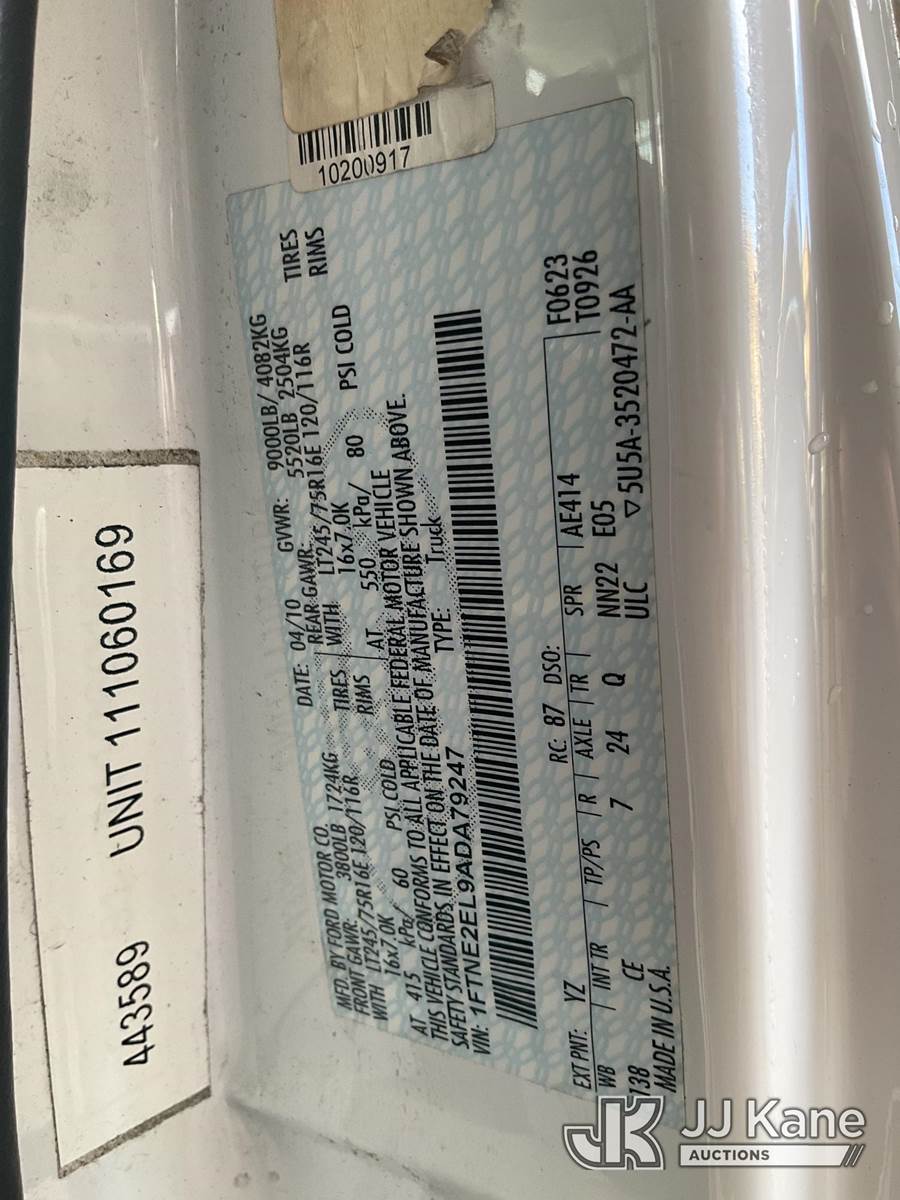 443589 UNIT 11060169
10200917
MFD. BY FORD MOTOR CO.
DATE: 04/10 GVWR: 9000LB/ 4082KG
FRONT GAWR: 3800LB 1724KG
REAR GAWR: 5520LB 2504KG
WITH LT245/75R16E 120/116R TIRES
WITH LT245/75R16E 120/116R TIRES
16x7.0K RIMS
16x7.0K RIMS
AT 415 kPa/ 60 PSI COLD
AT 550 kPa/ 80 PSI COLD
THIS VEHICLE CONFORMS TO ALL APPLICABLE FEDERAL MOTOR VEHICLE
SAFETY STANDARDS IN EFFECT ON THE DATE OF MANUFACTURE SHOWN ABOVE.
VIN: 1FTNE2EL9ADA79247 TYPE: Truck
F0623
T0926
EXT PNT: YZ RC: 87 DSO:
WB INT TR TP/PS R AXLE TR SPR AE414
138 CE 7 24 Q NN22 E05
MADE IN U.S.A. ULC ▽5U5A-3520472-AA
JK JJ Kane
AUCTIONS